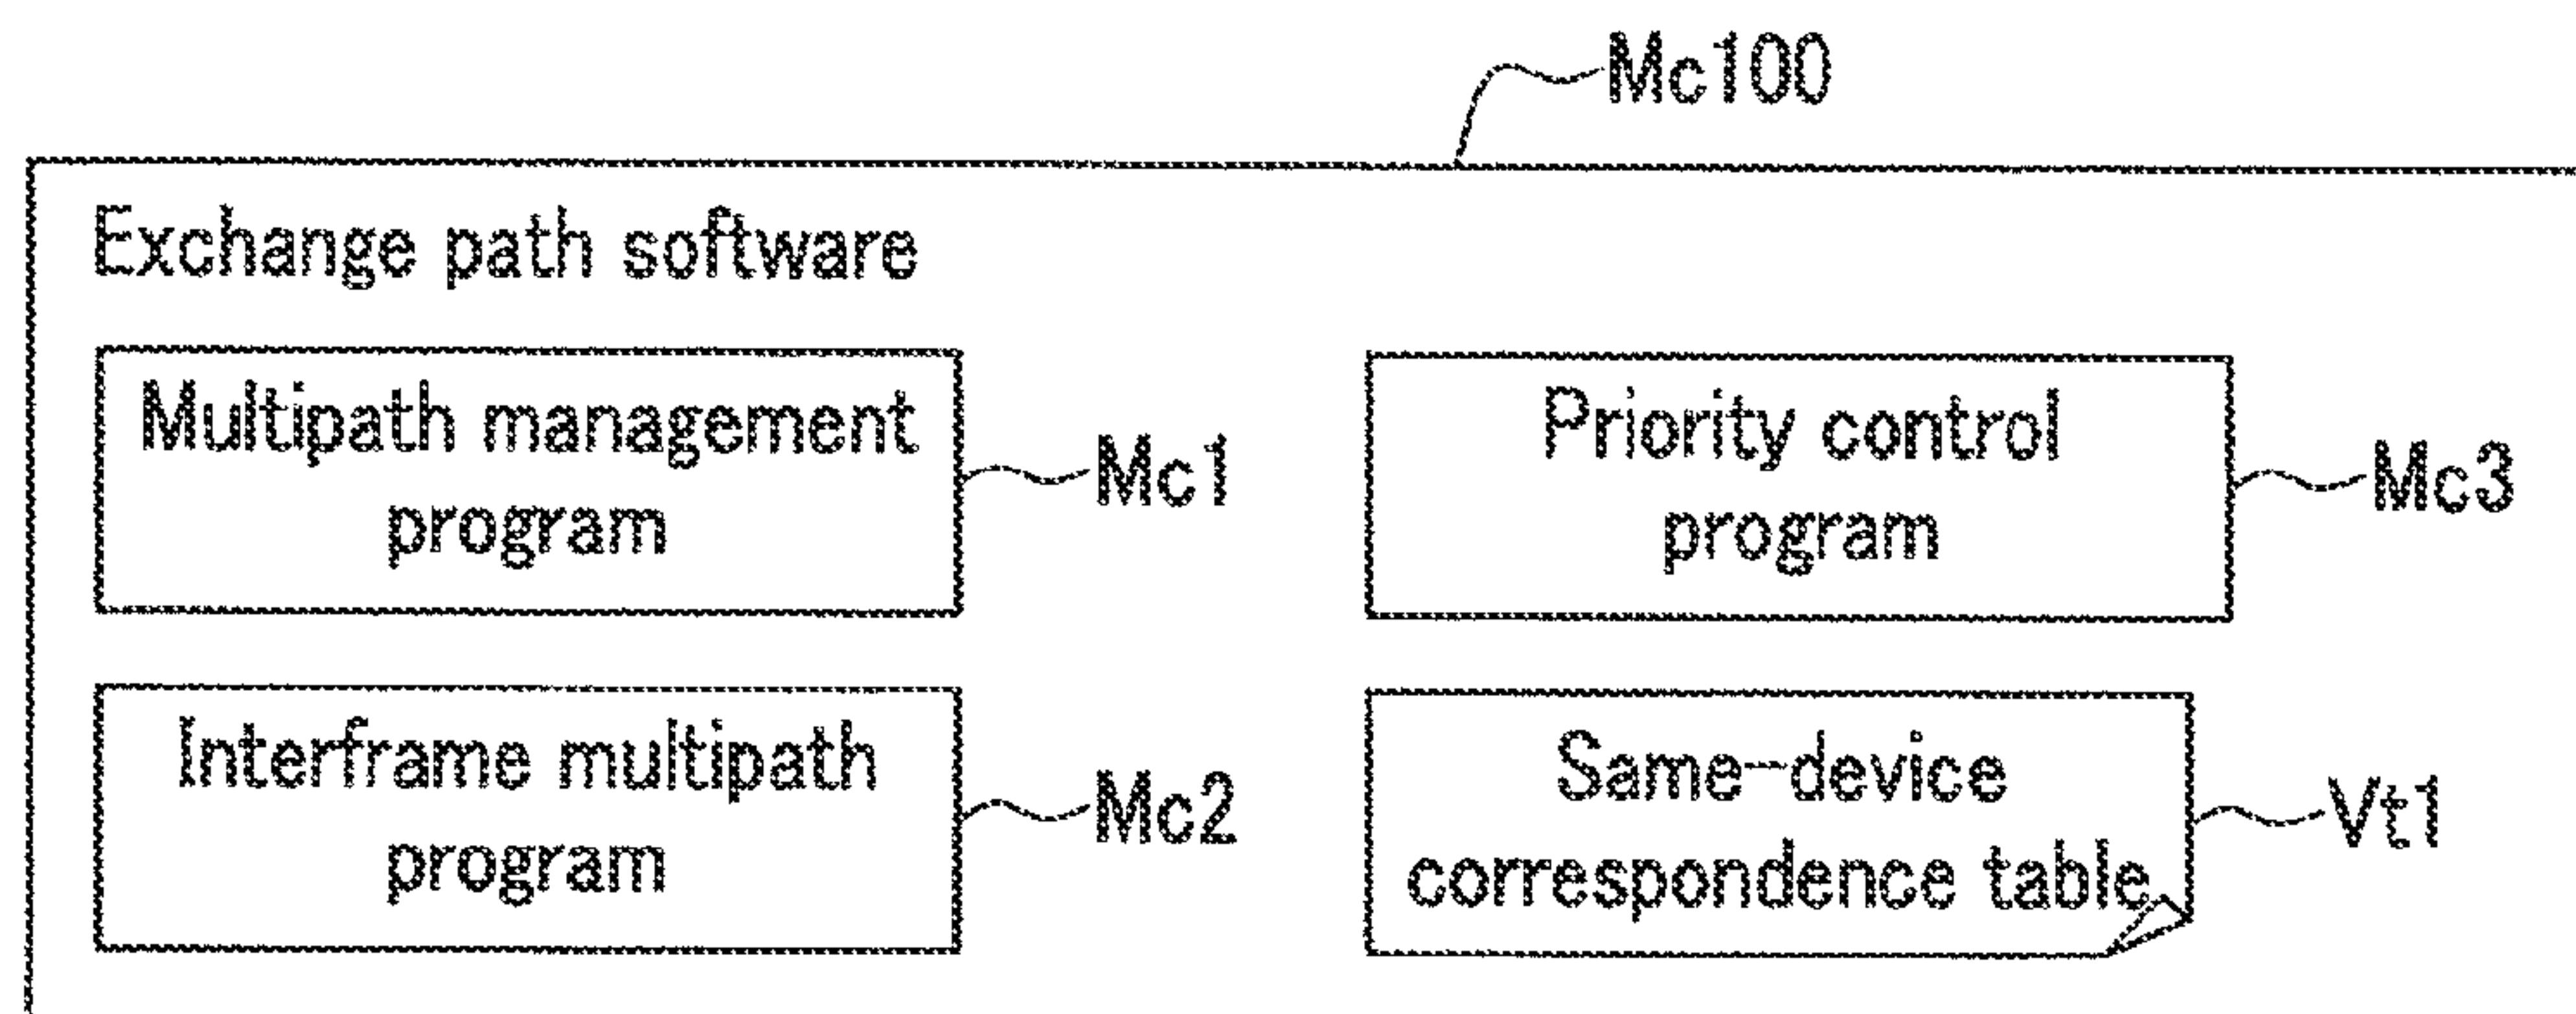 Mc100
Exchange path software
Multipath management
program
Mc1
Priority control
program
Mc3
Interframe multipath
program
Mc2
Same-device
correspondence table
Vt1